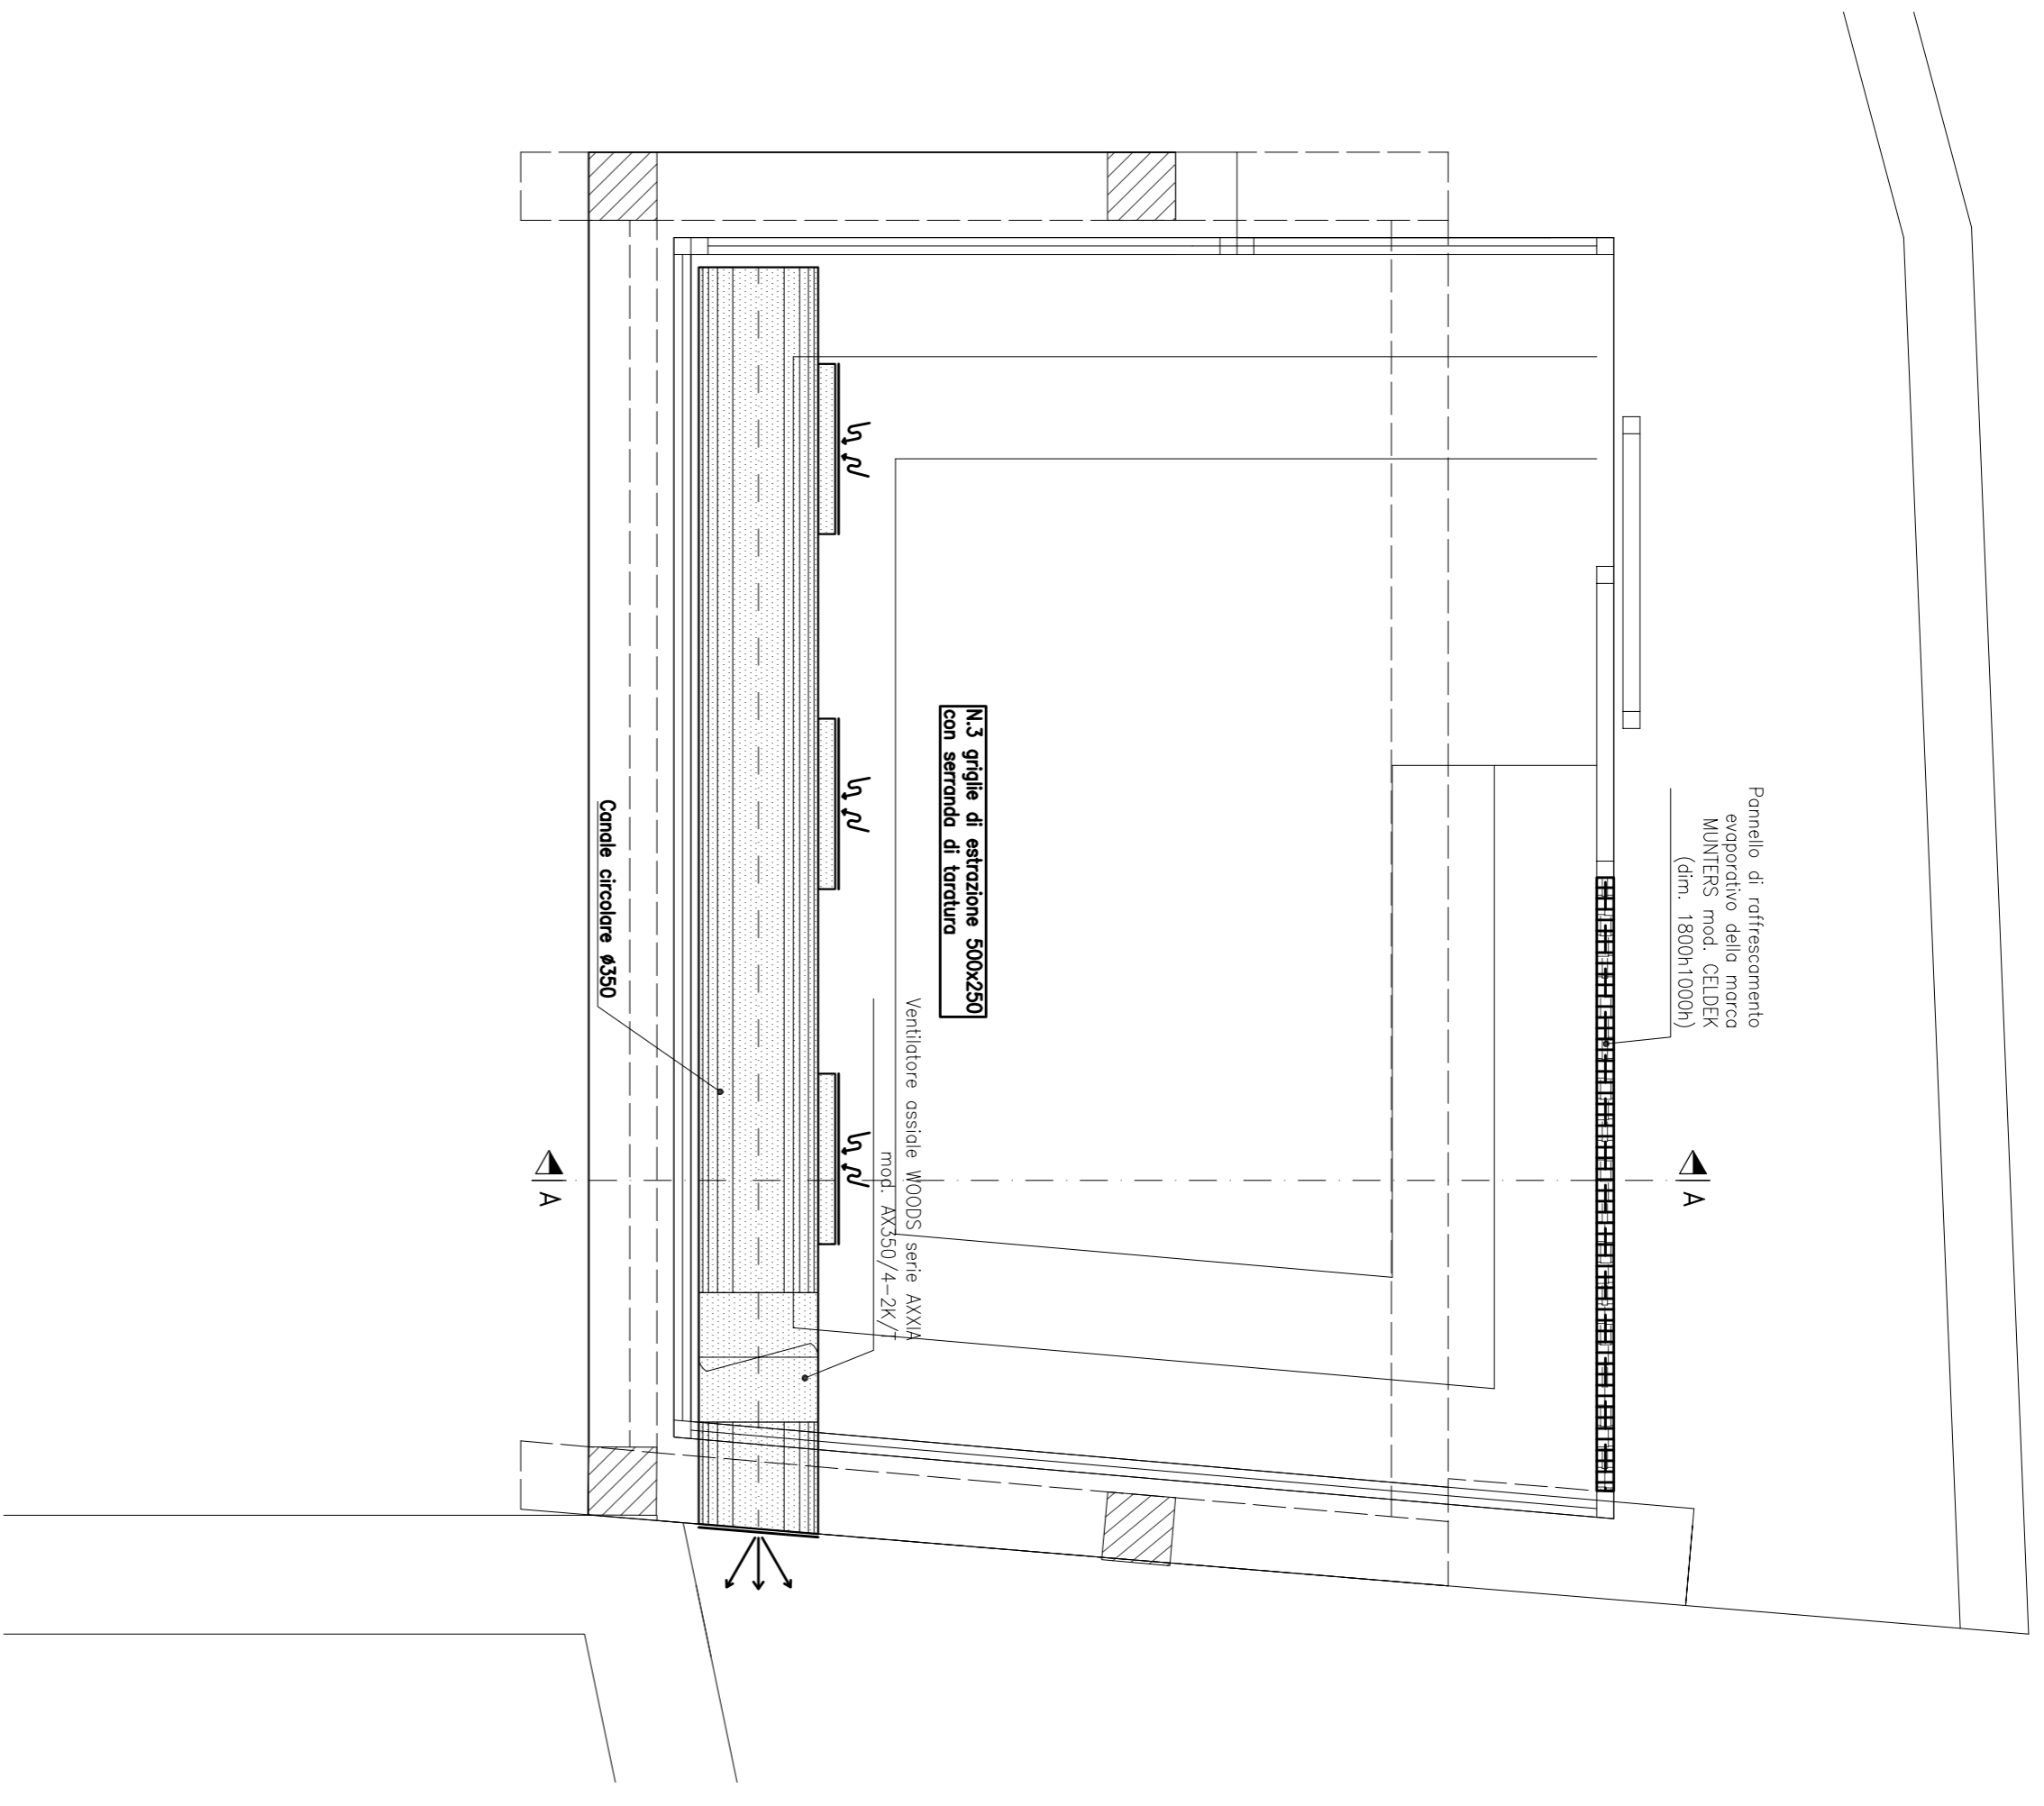 Pannello di raffrescamento
evaporativo della marca
MUNTERS mod. CELDEK
(dim. 1800h1000h)
N.3 griglie di estrazione 500x250
con serranda di taratura
Ventilatore assiale WOODS serie AXXIA
mod. AX350/4-2K/T
Canale circolare ø350
A
A